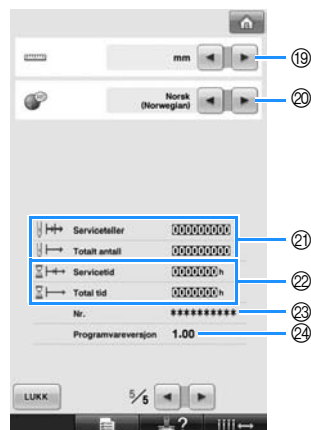 mm
⑲
Norsk
(Norwegian)
⑳
Serviceteller 000000000
Totalt antall 000000000
㉑
Servicetid 0000000h
Total tid 0000000h
㉒
Nr. **********
㉓
Programvareversjon 1.00
㉔
LUKK 5/5
?